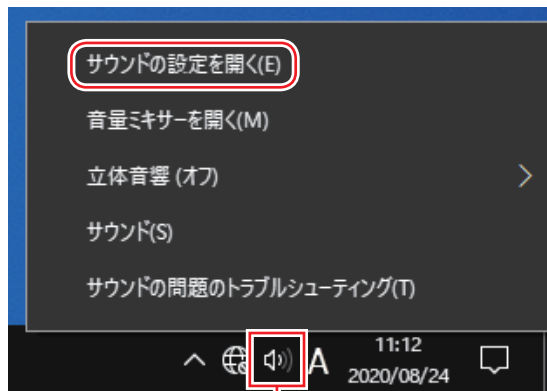 サウンドの設定を開く(E)
音量ミキサーを開く(M)
立体音響 (オフ)
サウンド(S)
サウンドの問題のトラブルシューティング(T)
A
11:12
2020/08/24